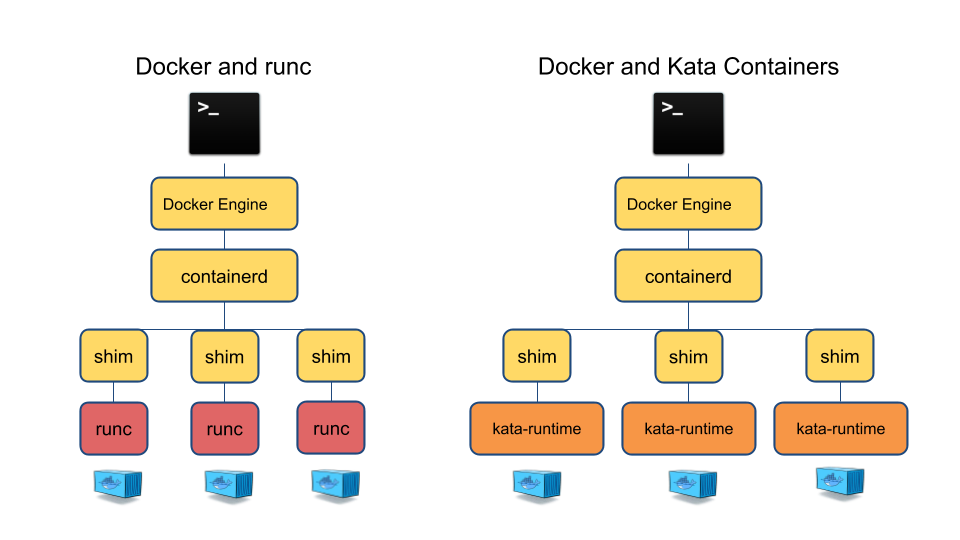 Docker and runc
>_
Docker Engine
containerd
shim
shim
shim
runc
runc
runc
Docker and Kata Containers
>_
Docker Engine
containerd
shim
shim
shim
kata-runtime
kata-runtime
kata-runtime